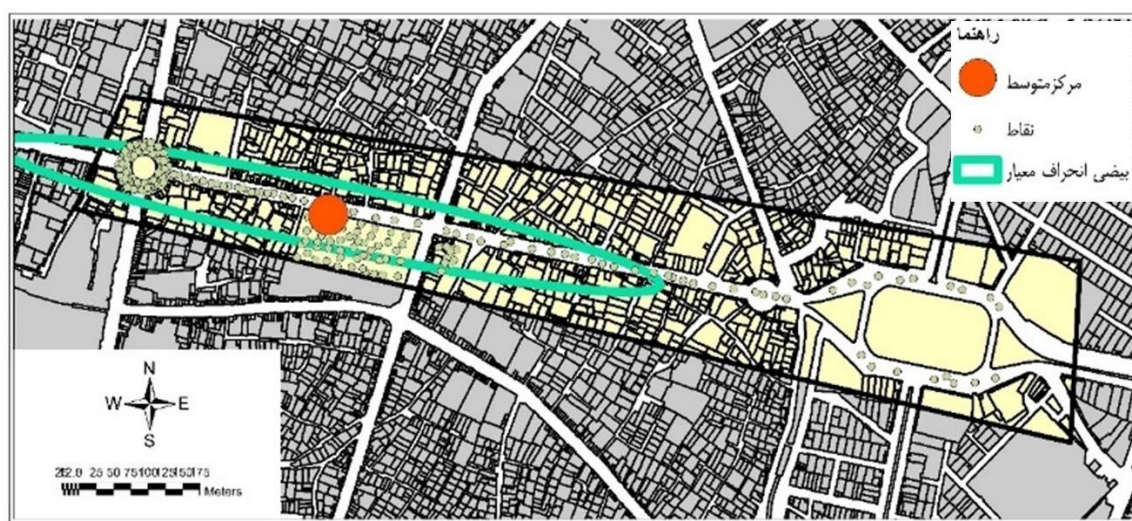 راهنما
مرکزمتوسط
نقاط
بیضی انحراف معیار
N
W E
S
Meters